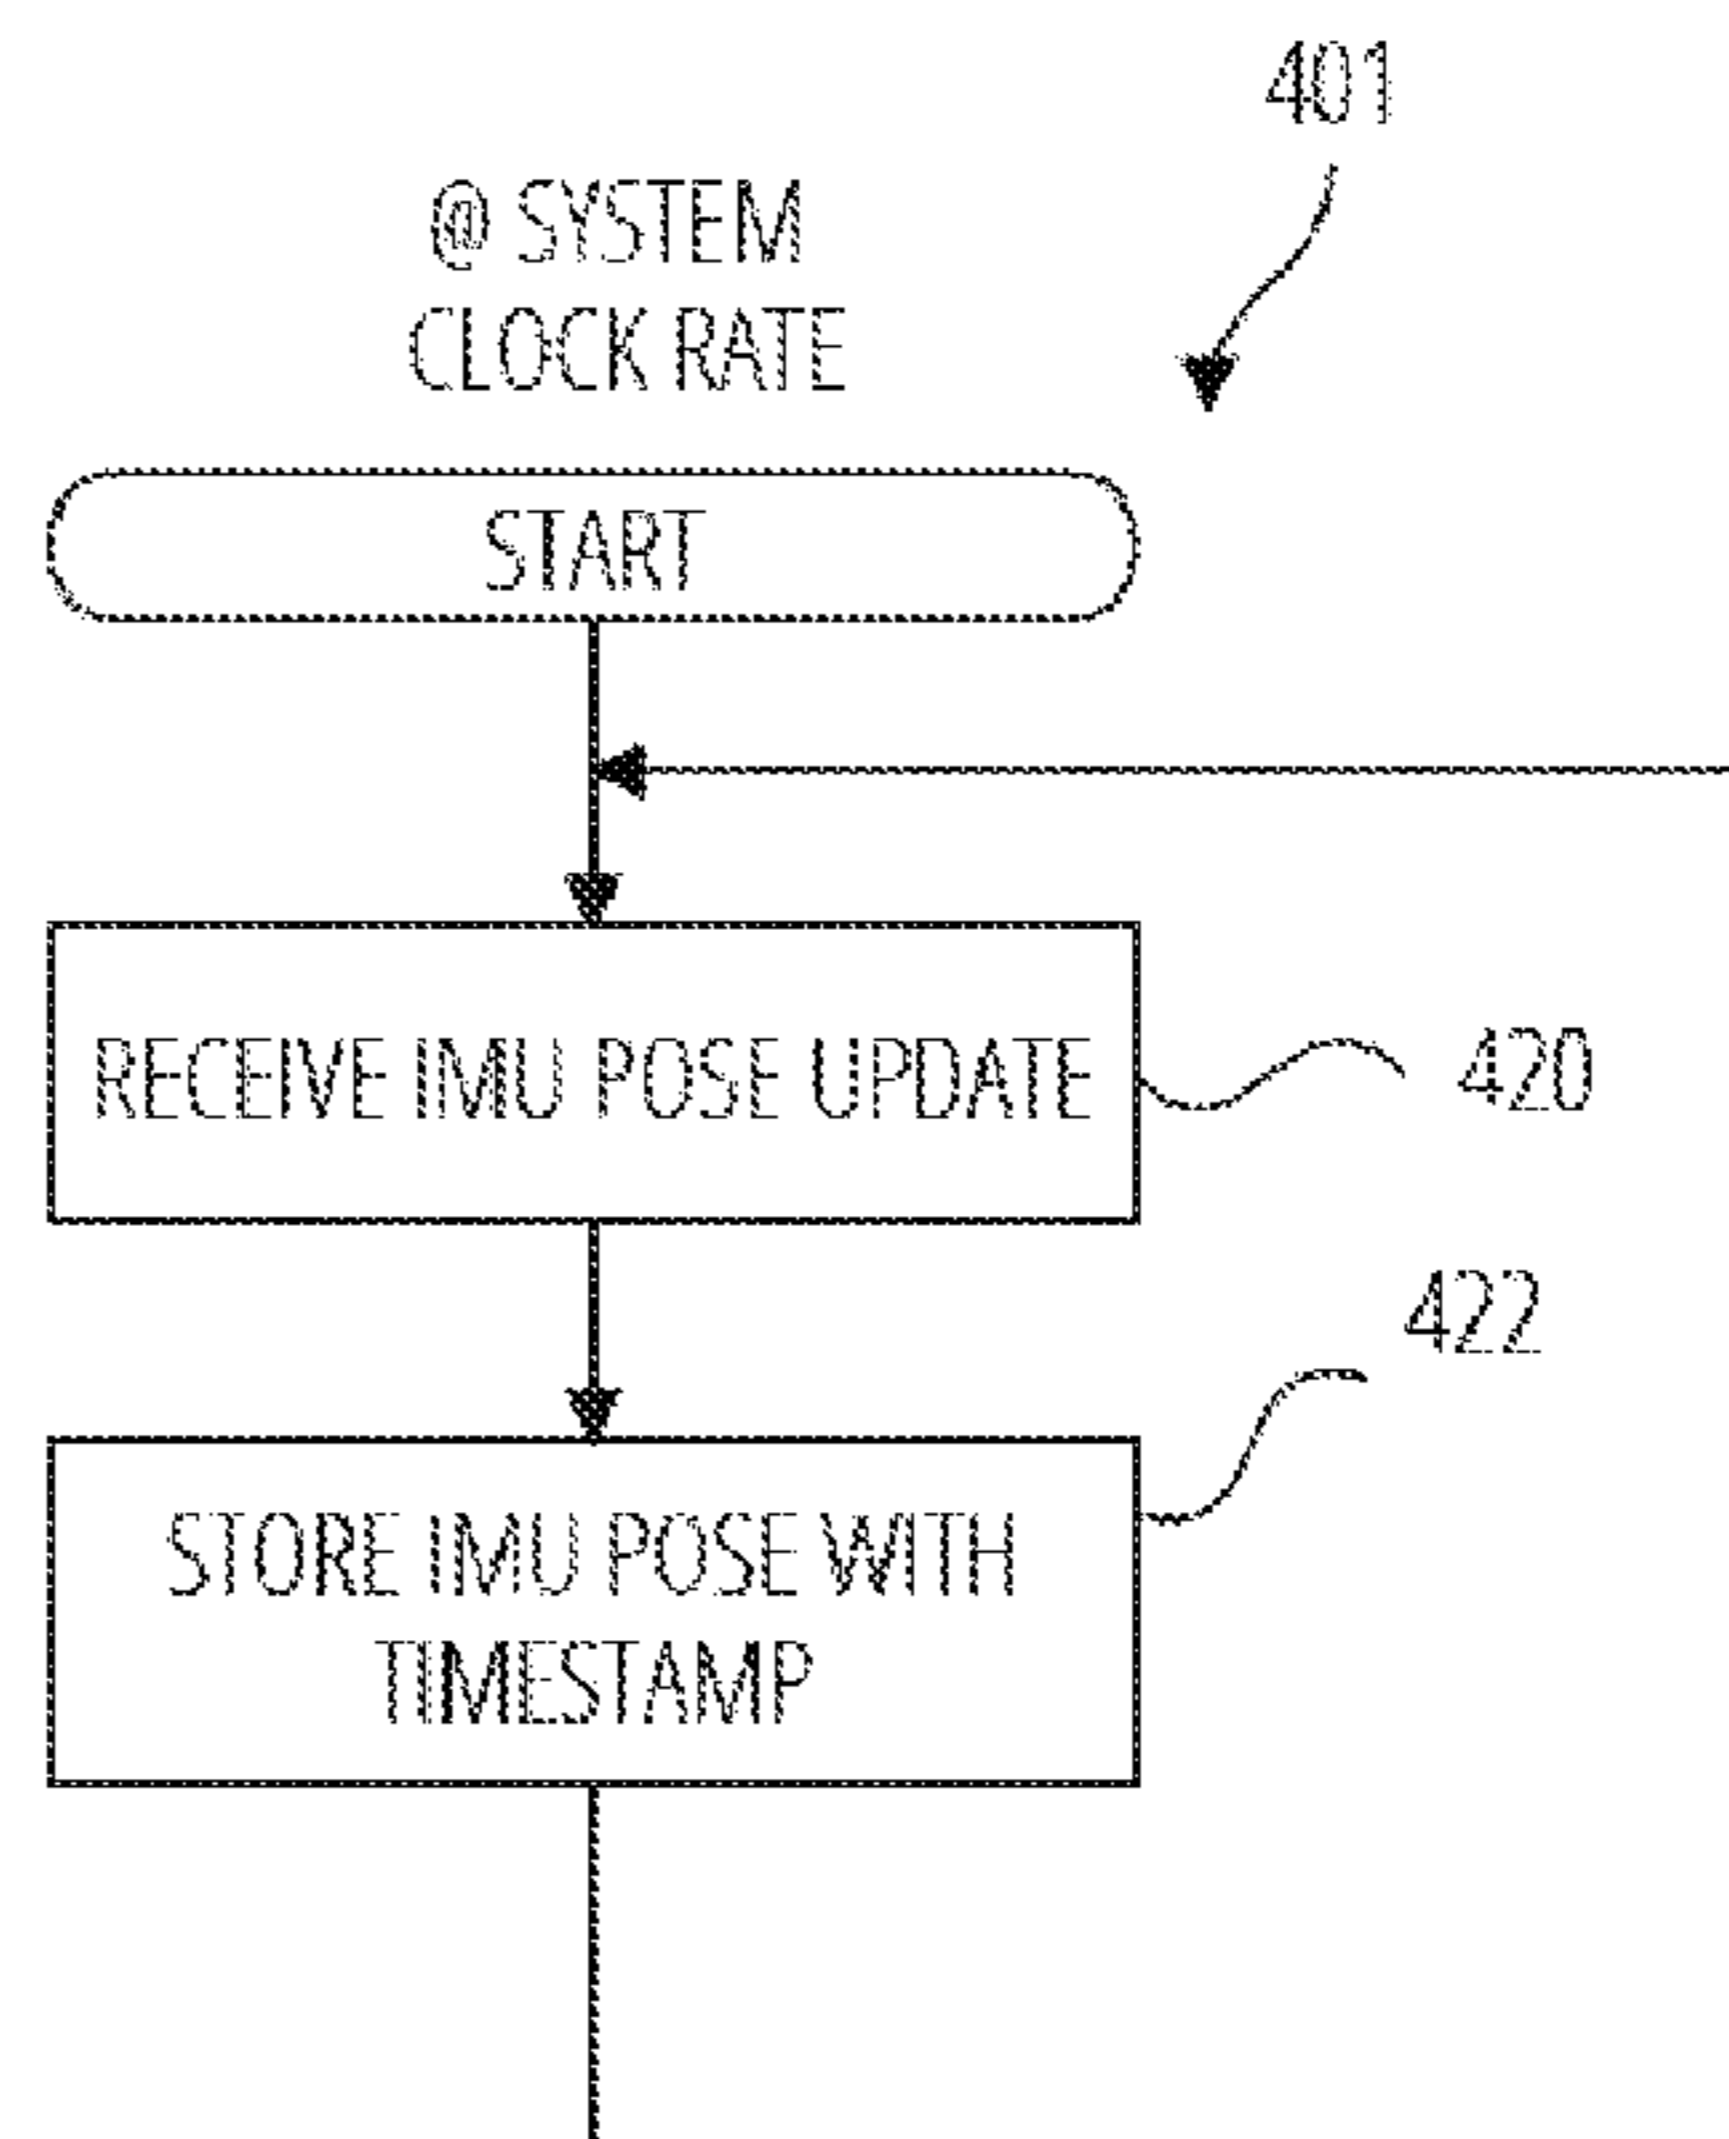 401
@ SYSTEM
CLOCK RATE
START
RECEIVE IMU POSE UPDATE
420
422
STORE IMU POSE WITH
TIMESTAMP